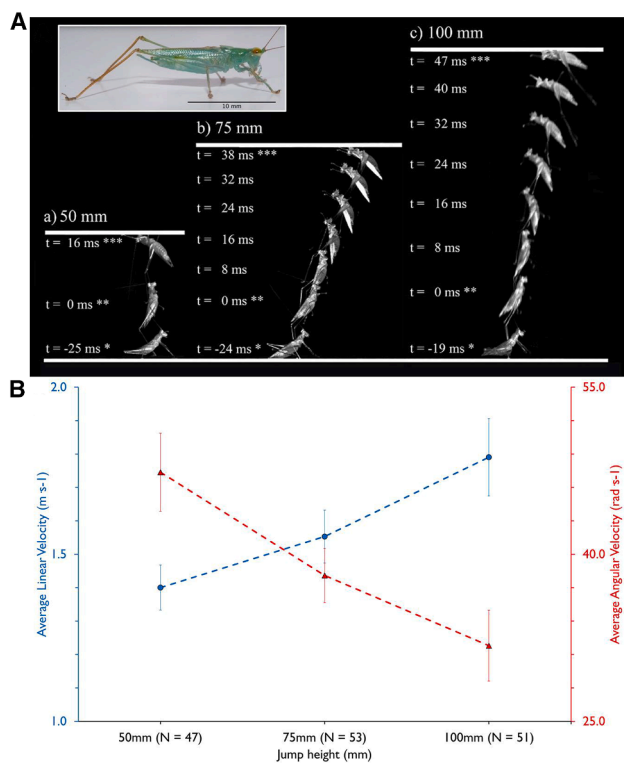 A
10 mm
a) 50 mm
t = 16 ms ***
t = 0 ms **
t = -25 ms *
b) 75 mm
t = 38 ms ***
t = 32 ms
t = 24 ms
t = 16 ms
t = 8 ms
t = 0 ms **
t = -24 ms *
c) 100 mm
t = 47 ms ***
t = 40 ms
t = 32 ms
t = 24 ms
t = 16 ms
t = 8 ms
t = 0 ms **
t = -19 ms *
B
2.0
1.5
1.0
Average Linear Velocity (m·s-1)
55.0
40.0
25.0
Average Angular Velocity (rad·s-1)
50mm (N = 47)
75mm (N = 53)
100mm (N = 51)
Jump height (mm)